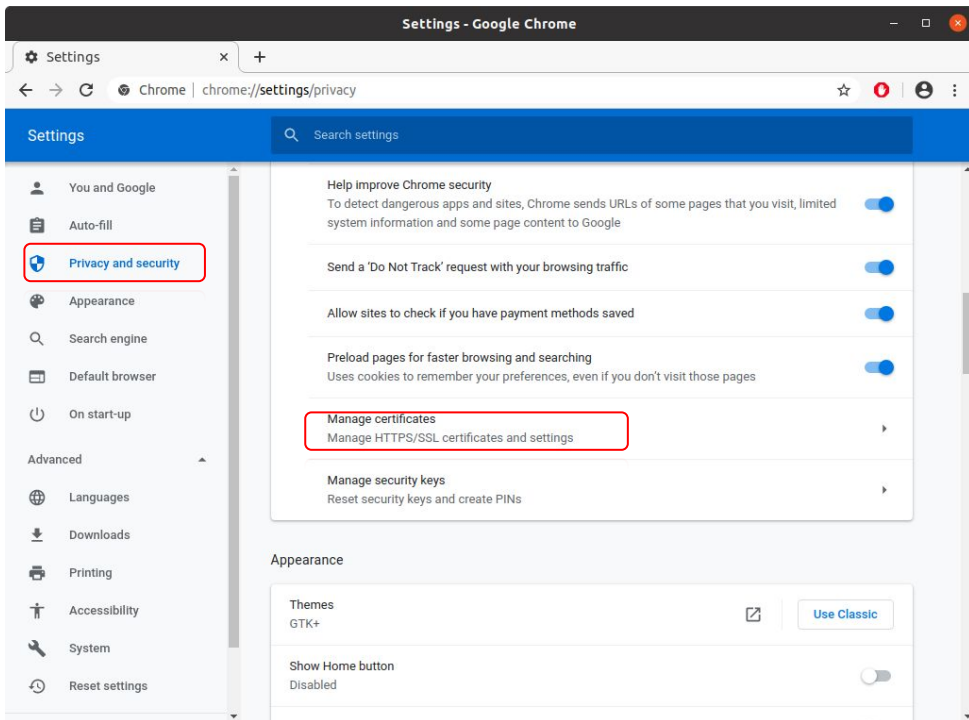 Settings - Google Chrome
Settings
Chrome | chrome://settings/privacy
Settings
Search settings
You and Google
Auto-fill
Privacy and security
Appearance
Search engine
Default browser
On start-up
Advanced
Languages
Downloads
Printing
Accessibility
System
Reset settings
Help improve Chrome security
To detect dangerous apps and sites, Chrome sends URLs of some pages that you visit, limited
system information and some page content to Google
Send a ‘Do Not Track’ request with your browsing traffic
Allow sites to check if you have payment methods saved
Preload pages for faster browsing and searching
Uses cookies to remember your preferences, even if you don’t visit those pages
Manage certificates
Manage HTTPS/SSL certificates and settings
Manage security keys
Reset security keys and create PINs
Appearance
Themes
GTK+
Use Classic
Show Home button
Disabled